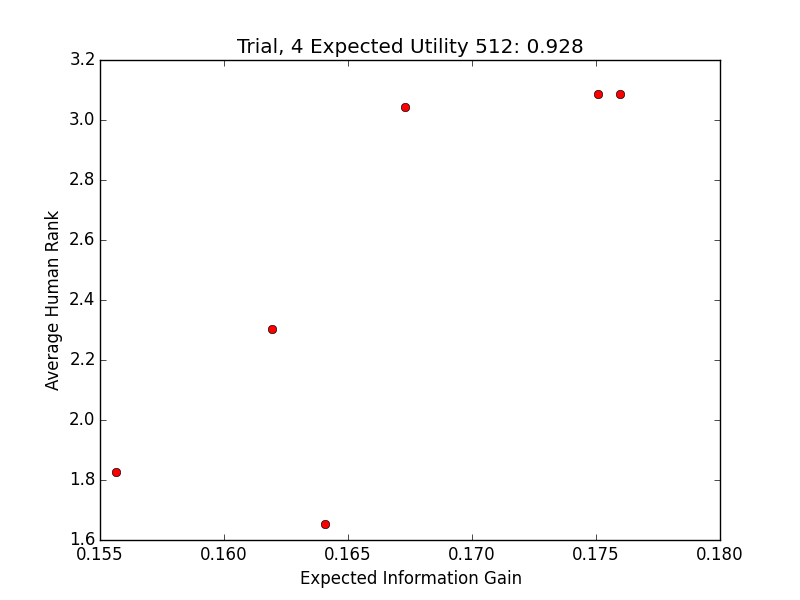 Trial, 4 Expected Utility 512: 0.928
3.2
3.0
2.8
2.6
2.4
2.2
2.0
1.8
1.6
Average Human Rank
0.155 0.160 0.165 0.170 0.175 0.180
Expected Information Gain